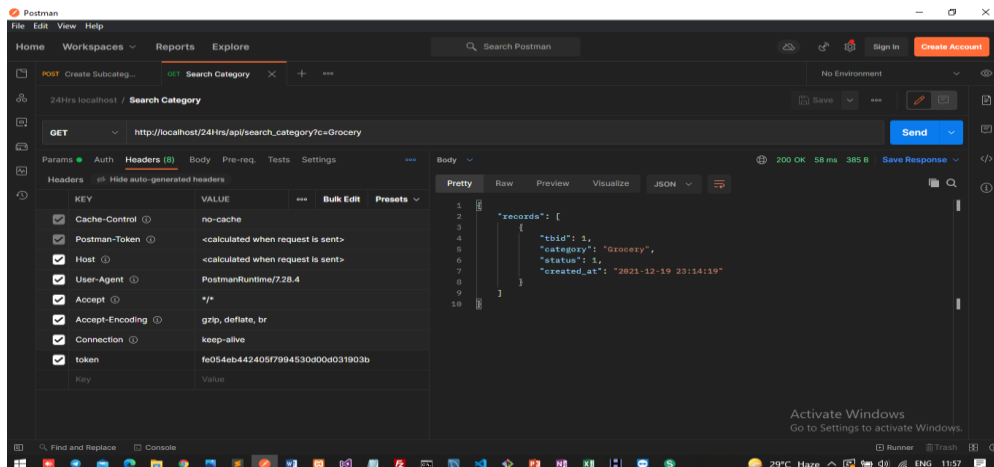 Postman
File Edit View Help
Home Workspaces Reports Explore
Search Postman
Sign In
Create Account
POST Create Subcateg...
GET Search Category
No Environment
24Hrs localhost / Search Category
Save
GET
http://localhost/24Hrs/api/search_category?c=Grocery
Send
Params Auth Headers (8) Body Pre-req. Tests Settings
Body
200 OK 58 ms 385 B Save Response
Headers Hide auto-generated headers
Pretty Raw Preview Visualize JSON
KEY VALUE Bulk Edit Presets
Cache-Control no-cache
Postman-Token <calculated when request is sent>
Host <calculated when request is sent>
User-Agent PostmanRuntime/7.28.4
Accept */*
Accept-Encoding gzip, deflate, br
Connection keep-alive
token fe054eb442405f7994530d00d031903b
Key Value
1 {
2 "records": [
3 {
4 "tbid": 1,
5 "category": "Grocery",
6 "status": 1,
7 "created_at": "2021-12-19 23:14:19"
8 }
9 ]
10 }
Activate Windows
Go to Settings to activate Windows.
Find and Replace Console
Runner Trash
29°C Haze ENG 11:57